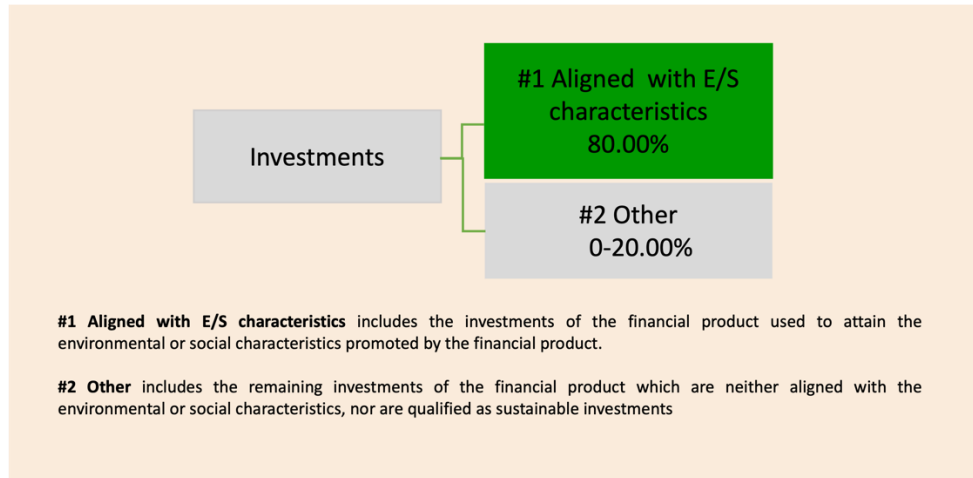 Investments
#1 Aligned with E/S
characteristics
80.00%
#2 Other
0-20.00%
#1 Aligned with E/S characteristics includes the investments of the financial product used to attain the
environmental or social characteristics promoted by the financial product.
#2 Other includes the remaining investments of the financial product which are neither aligned with the
environmental or social characteristics, nor are qualified as sustainable investments